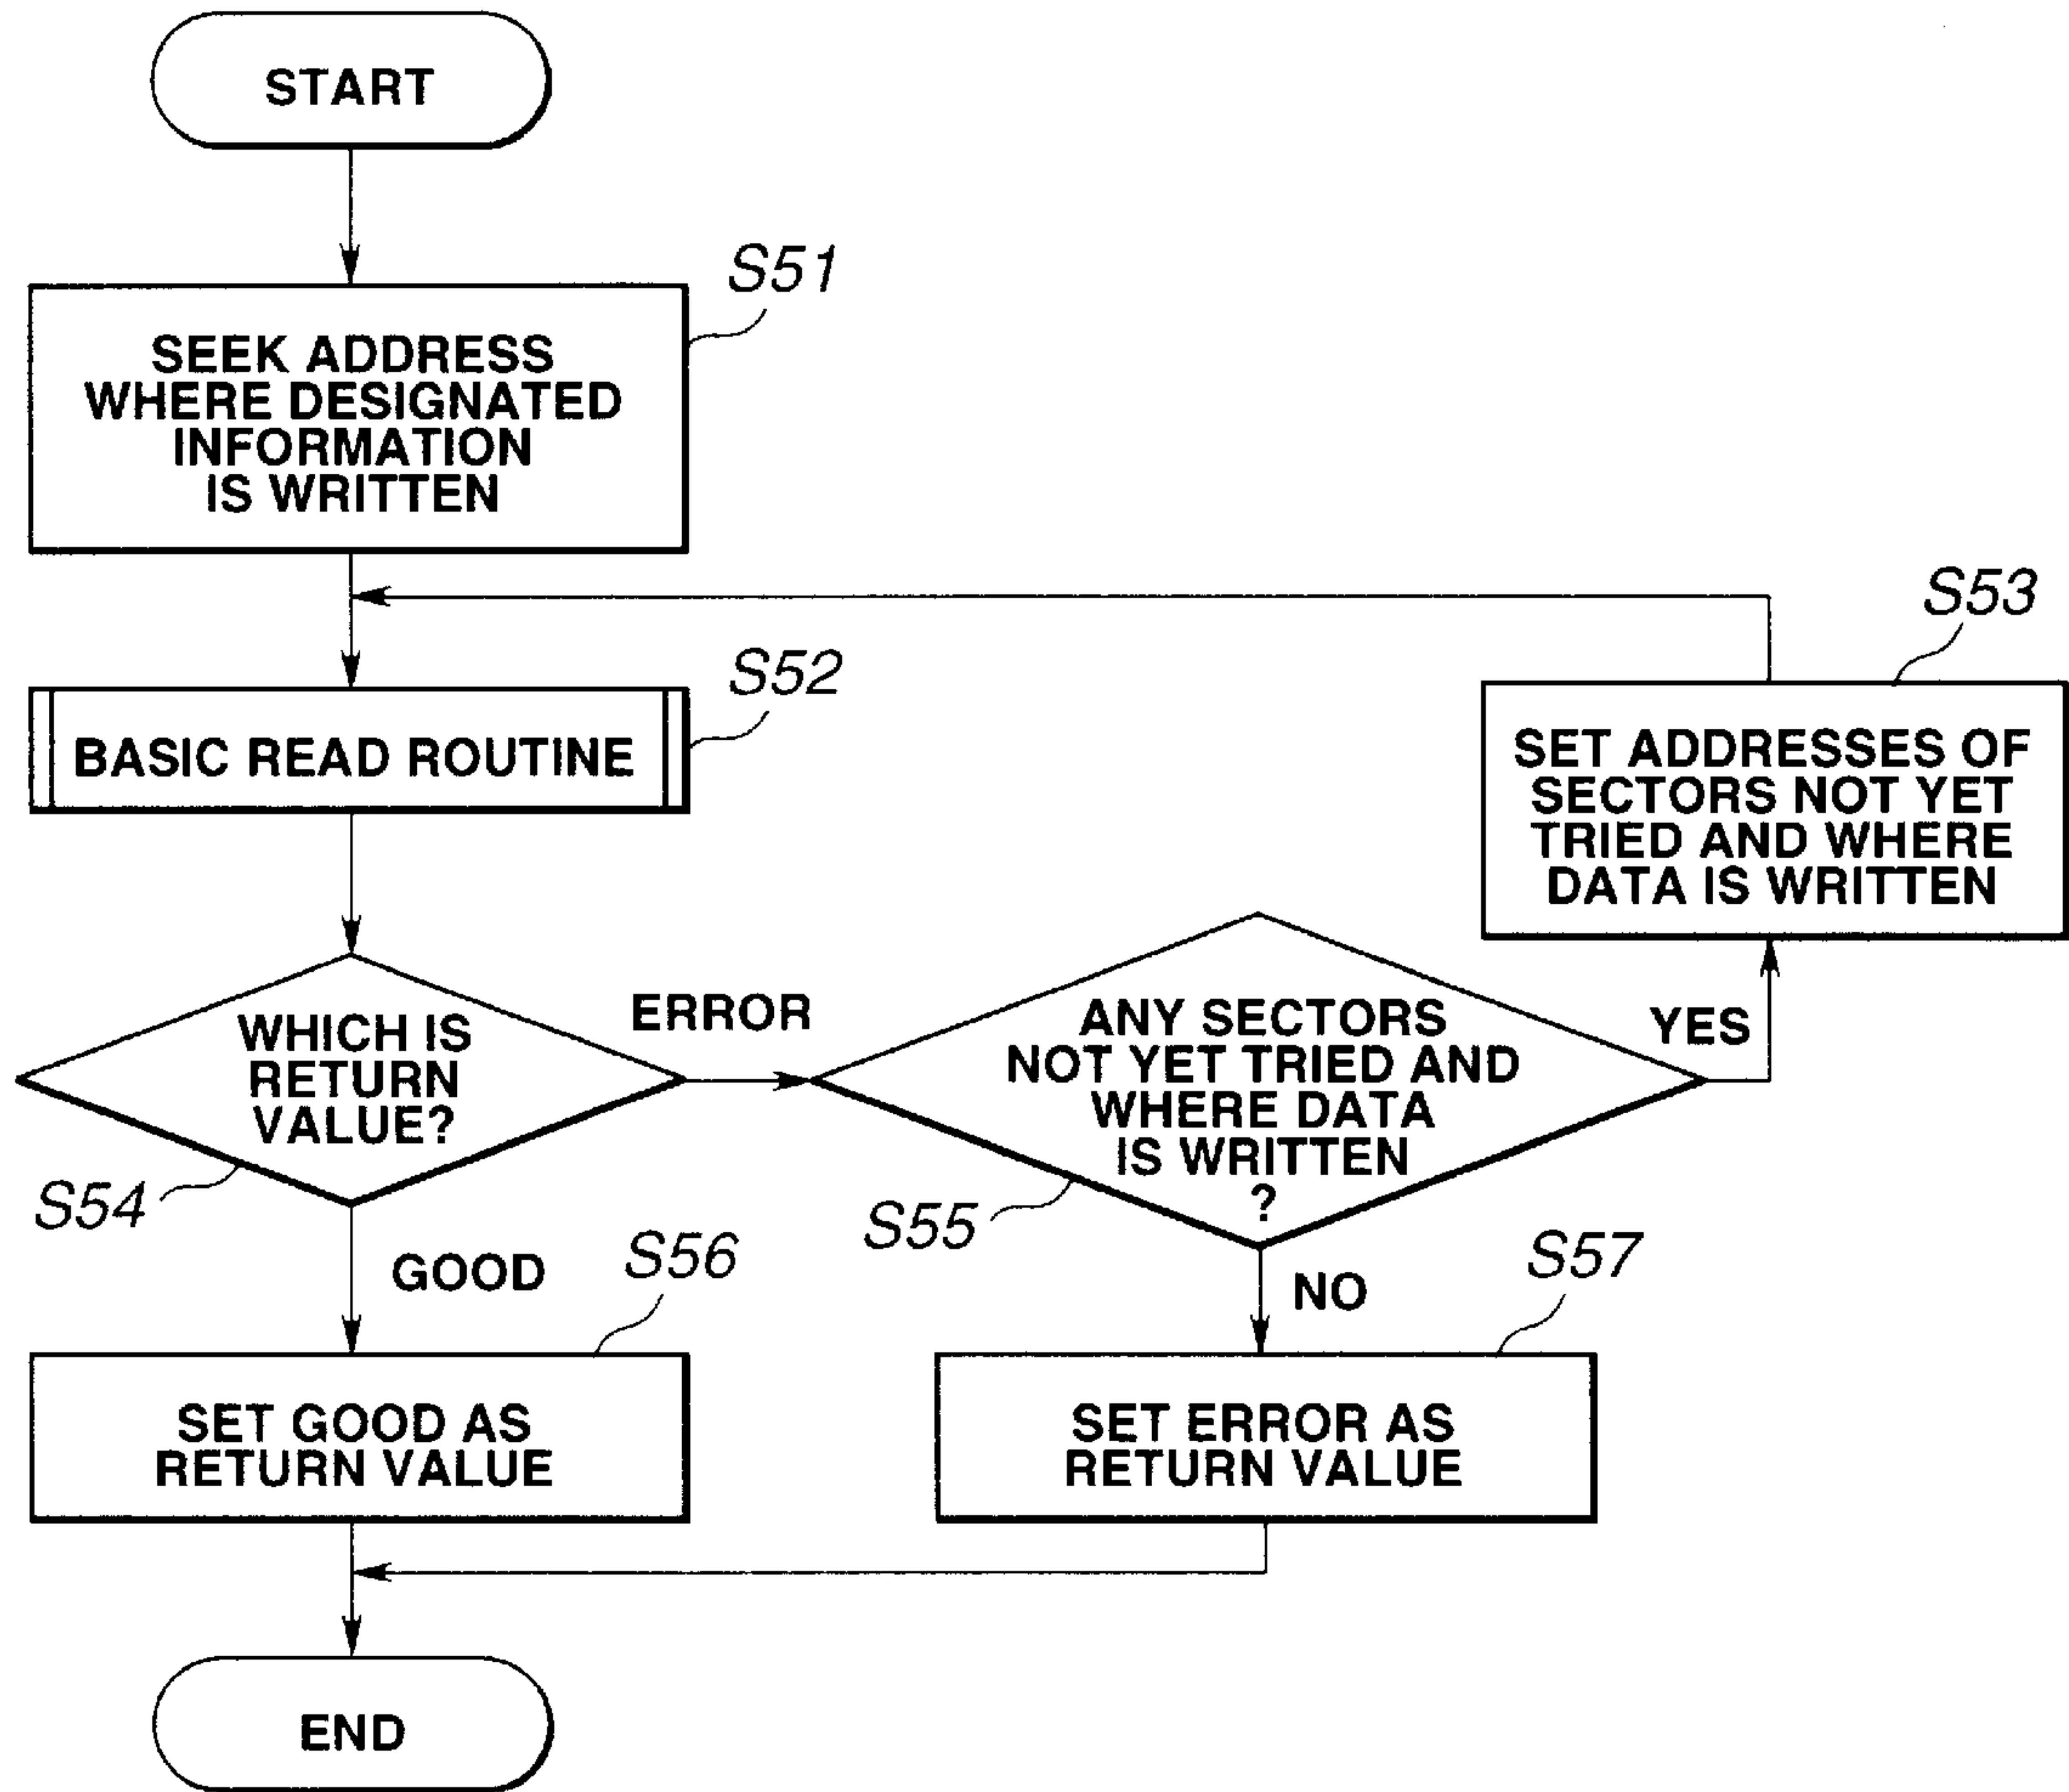 START
S51
SEEK ADDRESS
WHERE DESIGNATED
INFORMATION
IS WRITTEN
S53
S52
BASIC READ ROUTINE
SET ADDRESSES OF
SECTORS NOT YET
TRIED AND WHERE
DATA IS WRITTEN
WHICH IS
RETURN
VALUE?
ERROR
ANY SECTORS
NOT YET TRIED AND
WHERE DATA
IS WRITTEN
?
YES
S54
S55
GOOD
S56
NO
S57
SET GOOD AS
RETURN VALUE
SET ERROR AS
RETURN VALUE
END